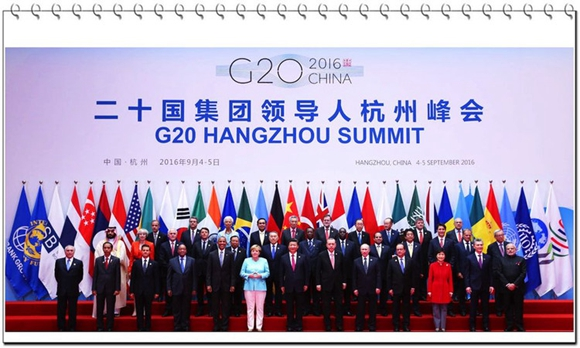 G20 2016
CHINA
二十国集团领导人杭州峰会
G20 HANGZHOU SUMMIT
中国·杭州 2016年9月4-5日
HANGZHOU, CHINA 4-5 SEPTEMBER 2016